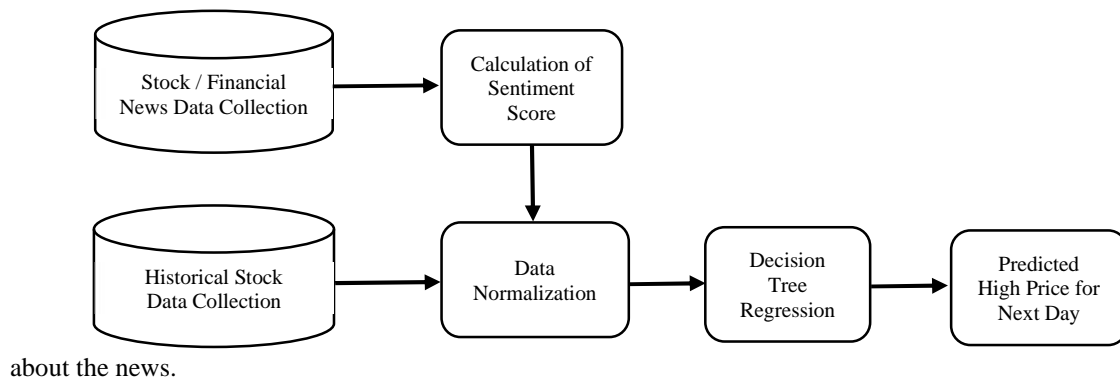 Stock / Financial
News Data Collection
Calculation of
Sentiment
Score
Historical Stock
Data Collection
Data
Normalization
Decision
Tree
Regression
Predicted
High Price for
Next Day
about the news.